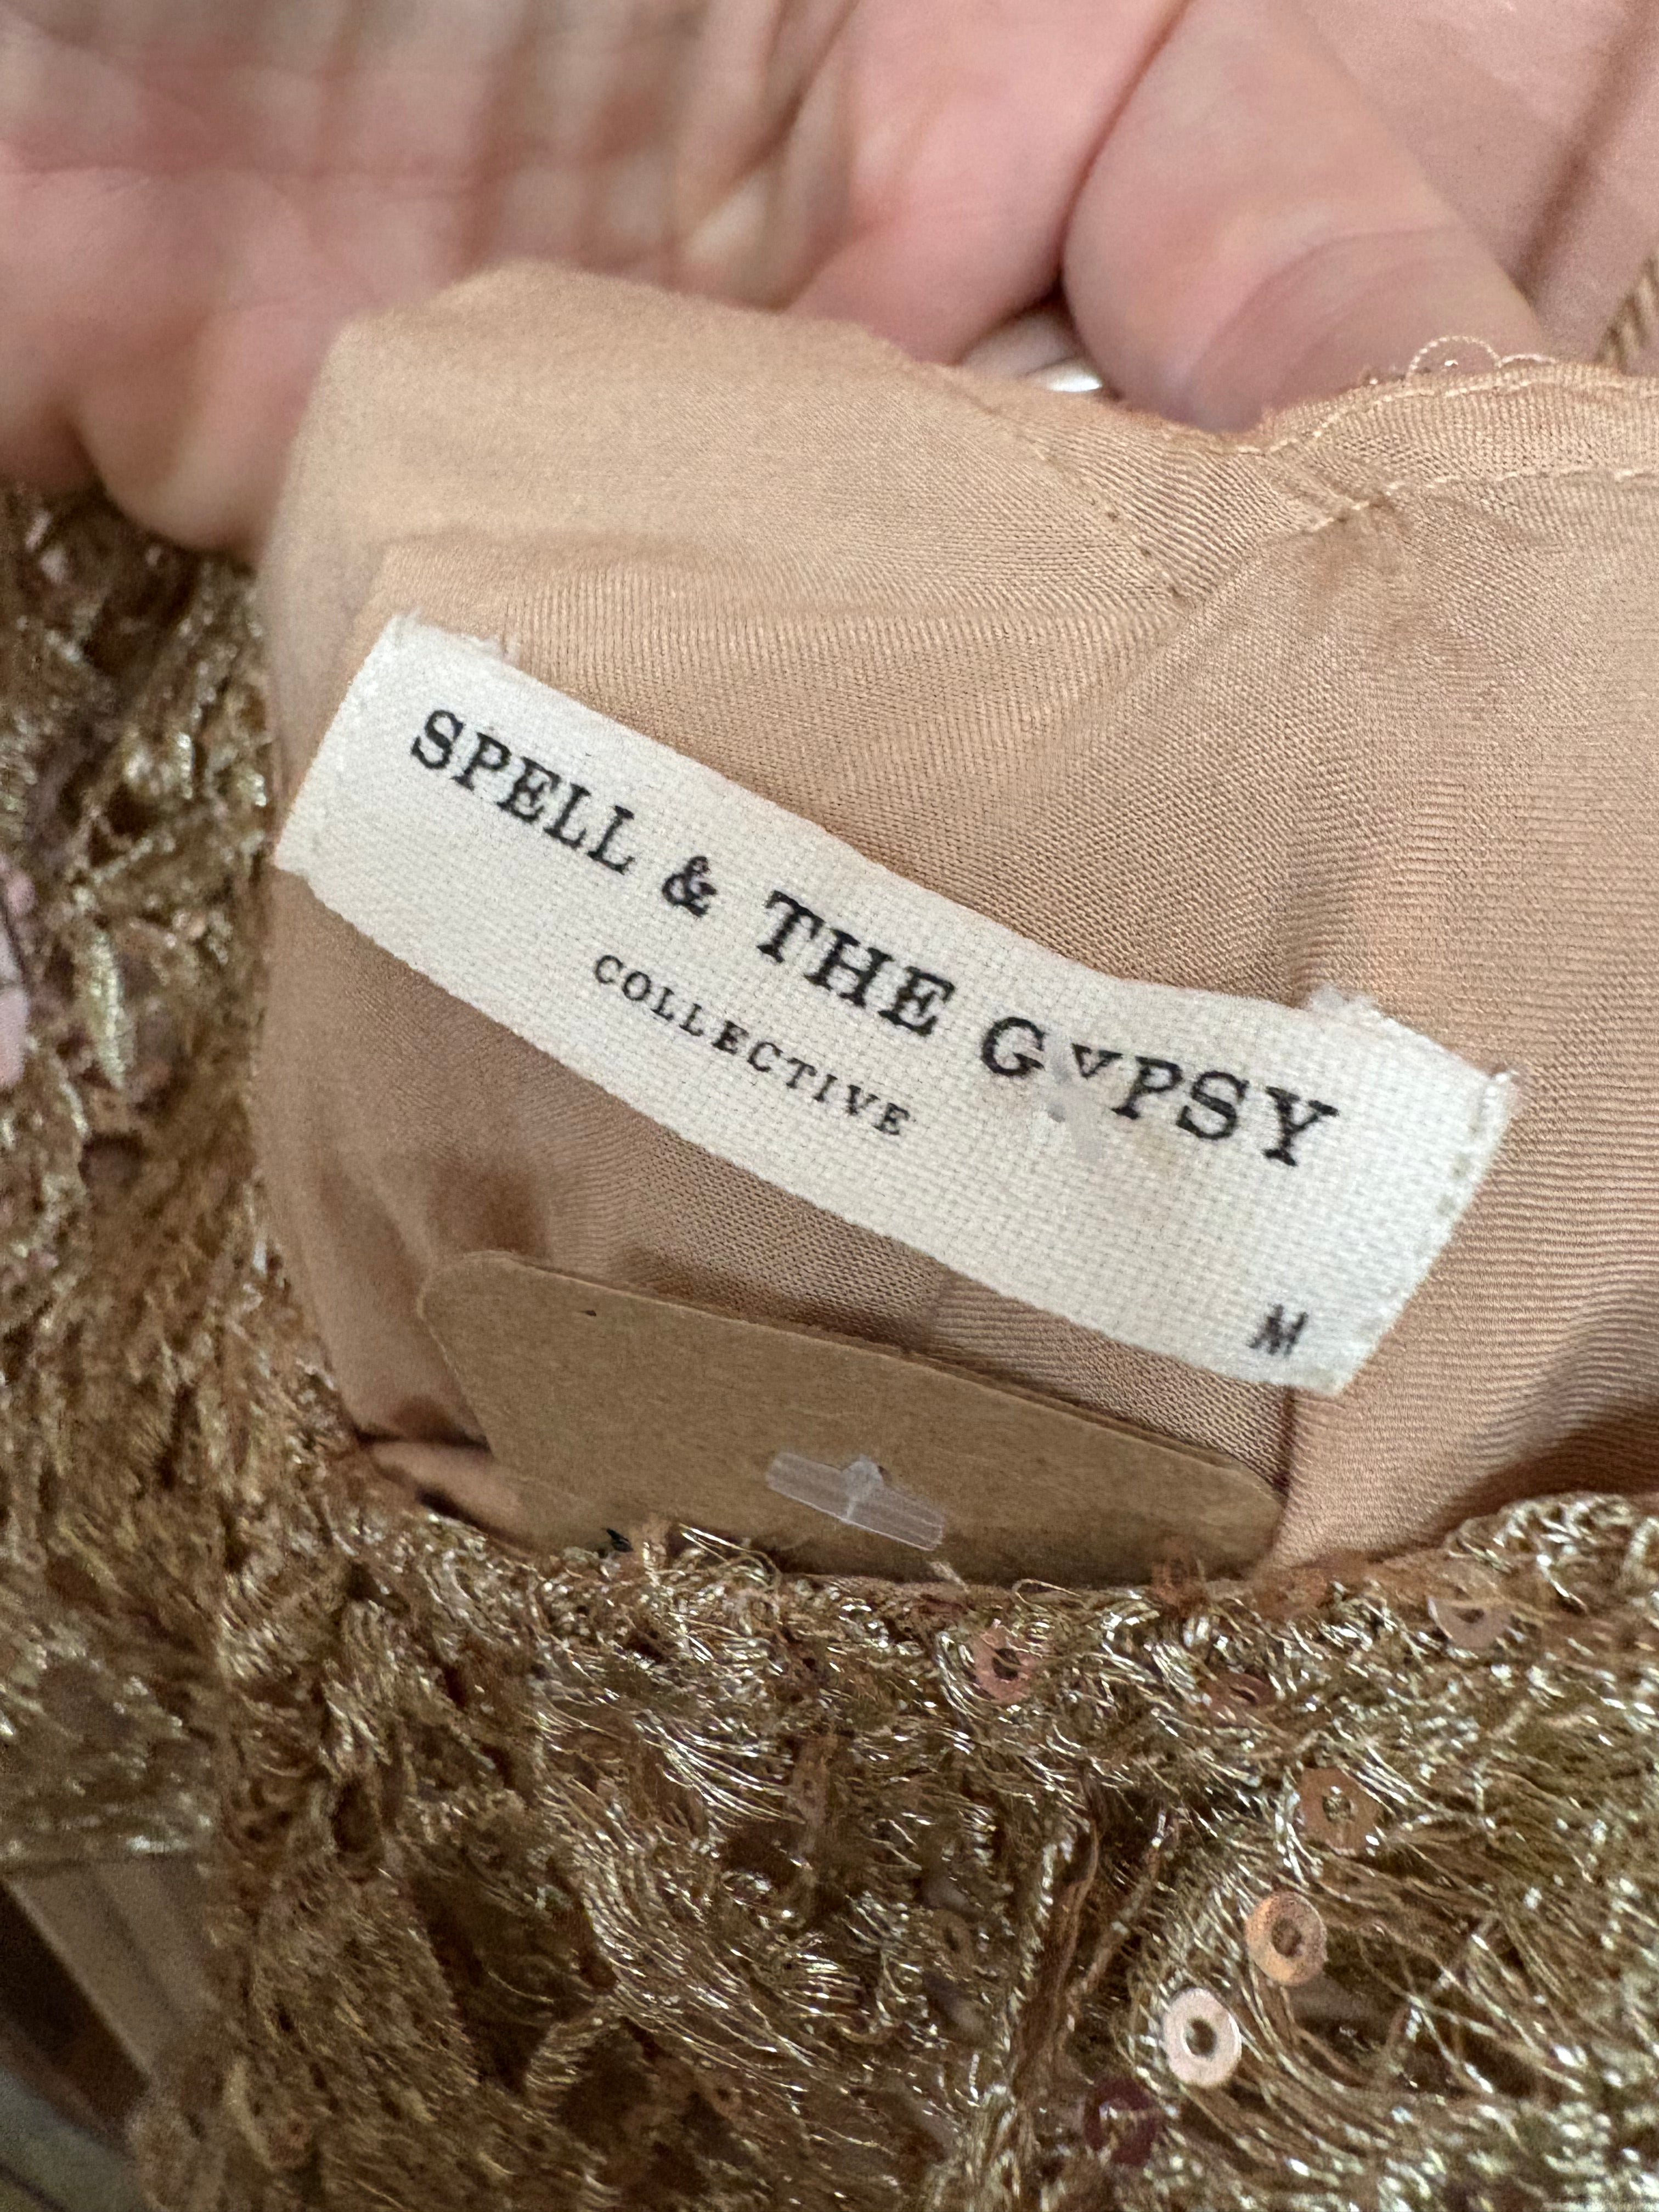 SPELL & THE GYPSY
COLLECTIVE
M